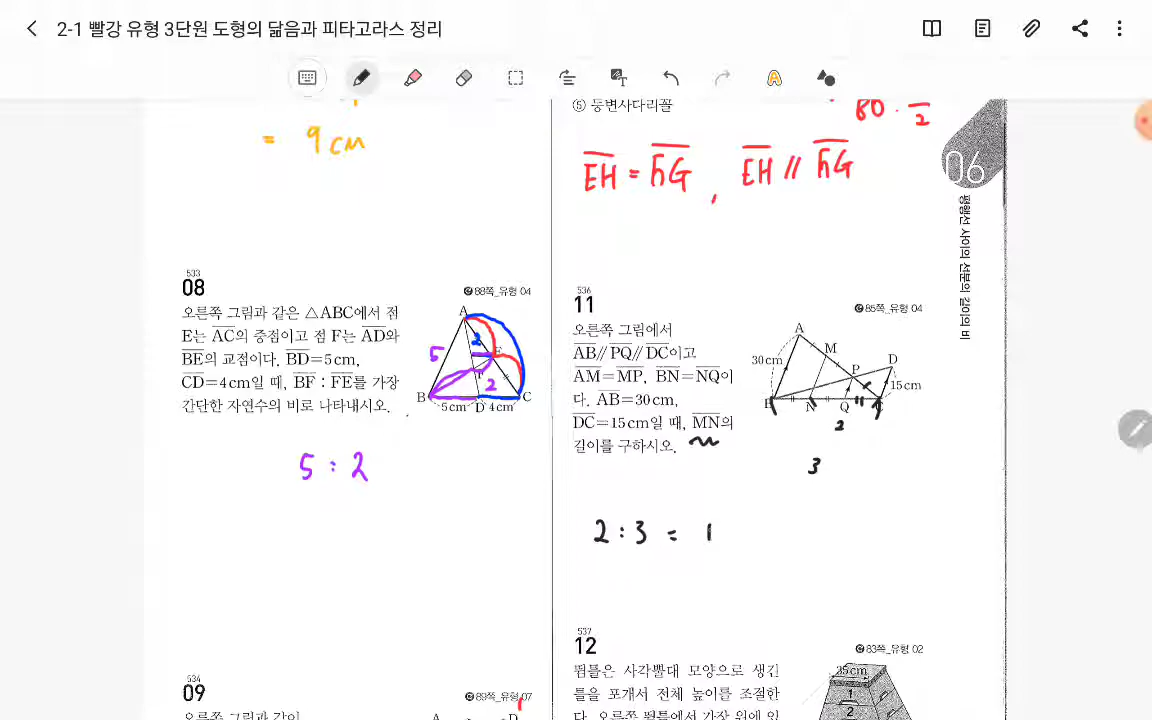 2-1 빨강 유형 3단원 도형의 닮음과 피타고라스 정리
= 9 cm
533
08
88쪽_유형 04
오른쪽 그림과 같은 △ABC에서 점
E는 AC의 중점이고 점 F는 AD와
BE의 교점이다. BD=5cm,
CD=4cm일 때, BF : FE를 가장
간단한 자연수의 비로 나타내시오.
A
5
2
E
F
2
B
5cm
D
4cm
C
5 : 2
534
09
89쪽_유형 07
오른쪽 그림과 같이
A
D
⑤ 등변사다리꼴
80 ·
2
EH = FG , EH // FG
06
평행선 사이의 선분의 길이의 비
536
11
85쪽_유형 04
오른쪽 그림에서
AB//PQ//DC이고
AM=MP, BN=NQ이
다. AB=30cm,
DC=15cm일 때, MN의
길이를 구하시오.
A
M
D
30cm
P
15cm
B
N
Q
C
2
3
2 : 3 = 1
537
12
83쪽_유형 02
뜀틀은 사각뿔대 모양으로 생긴
틀을 포개서 전체 높이를 조절한
다. 오른쪽 뜀틀에서 가장 위에 있
35cm
1
2